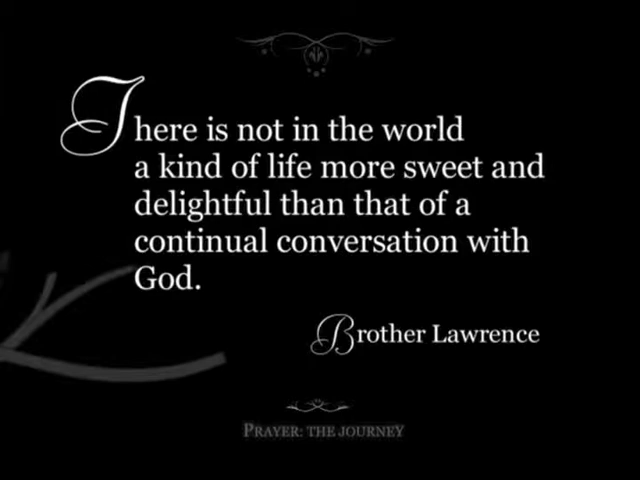 There is not in the world
a kind of life more sweet and
delightful than that of a
continual conversation with
God.
Brother Lawrence
PRAYER: THE JOURNEY